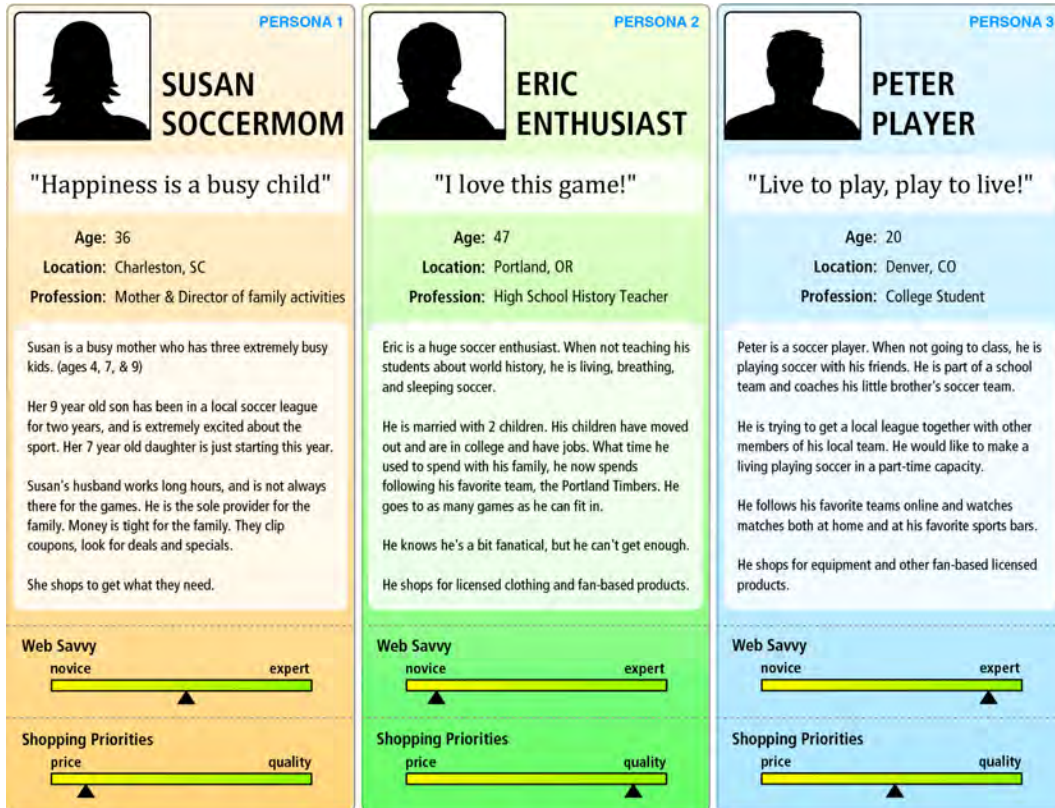 PERSONA 1
SUSAN
SOCCERMOM
"Happiness is a busy child"
Age: 36
Location: Charleston, SC
Profession: Mother & Director of family activities
Susan is a busy mother who has three extremely busy
kids. (ages 4, 7, & 9)
Her 9 year old son has been in a local soccer league
for two years, and is extremely excited about the
sport. Her 7 year old daughter is just starting this year.
Susan's husband works long hours, and is not always
there for the games. He is the sole provider for the
family. Money is tight for the family. They clip
coupons, look for deals and specials.
She shops to get what they need.
Web Savvy
novice expert
Shopping Priorities
price quality
PERSONA 2
ERIC
ENTHUSIAST
"I love this game!"
Age: 47
Location: Portland, OR
Profession: High School History Teacher
Eric is a huge soccer enthusiast. When not teaching his
students about world history, he is living, breathing,
and sleeping soccer.
He is married with 2 children. His children have moved
out and are in college and have jobs. What time he
used to spend with his family, he now spends
following his favorite team, the Portland Timbers. He
goes to as many games as he can fit in.
He knows he's a bit fanatical, but he can't get enough.
He shops for licensed clothing and fan-based products.
Web Savvy
novice expert
Shopping Priorities
price quality
PERSONA 3
PETER
PLAYER
"Live to play, play to live!"
Age: 20
Location: Denver, CO
Profession: College Student
Peter is a soccer player. When not going to class, he is
playing soccer with his friends. He is part of a school
team and coaches his little brother's soccer team.
He is trying to get a local league together with other
members of his local team. He would like to make a
living playing soccer in a part-time capacity.
He follows his favorite teams online and watches
matches both at home and at his favorite sports bars.
He shops for equipment and other fan-based licensed
products.
Web Savvy
novice expert
Shopping Priorities
price quality